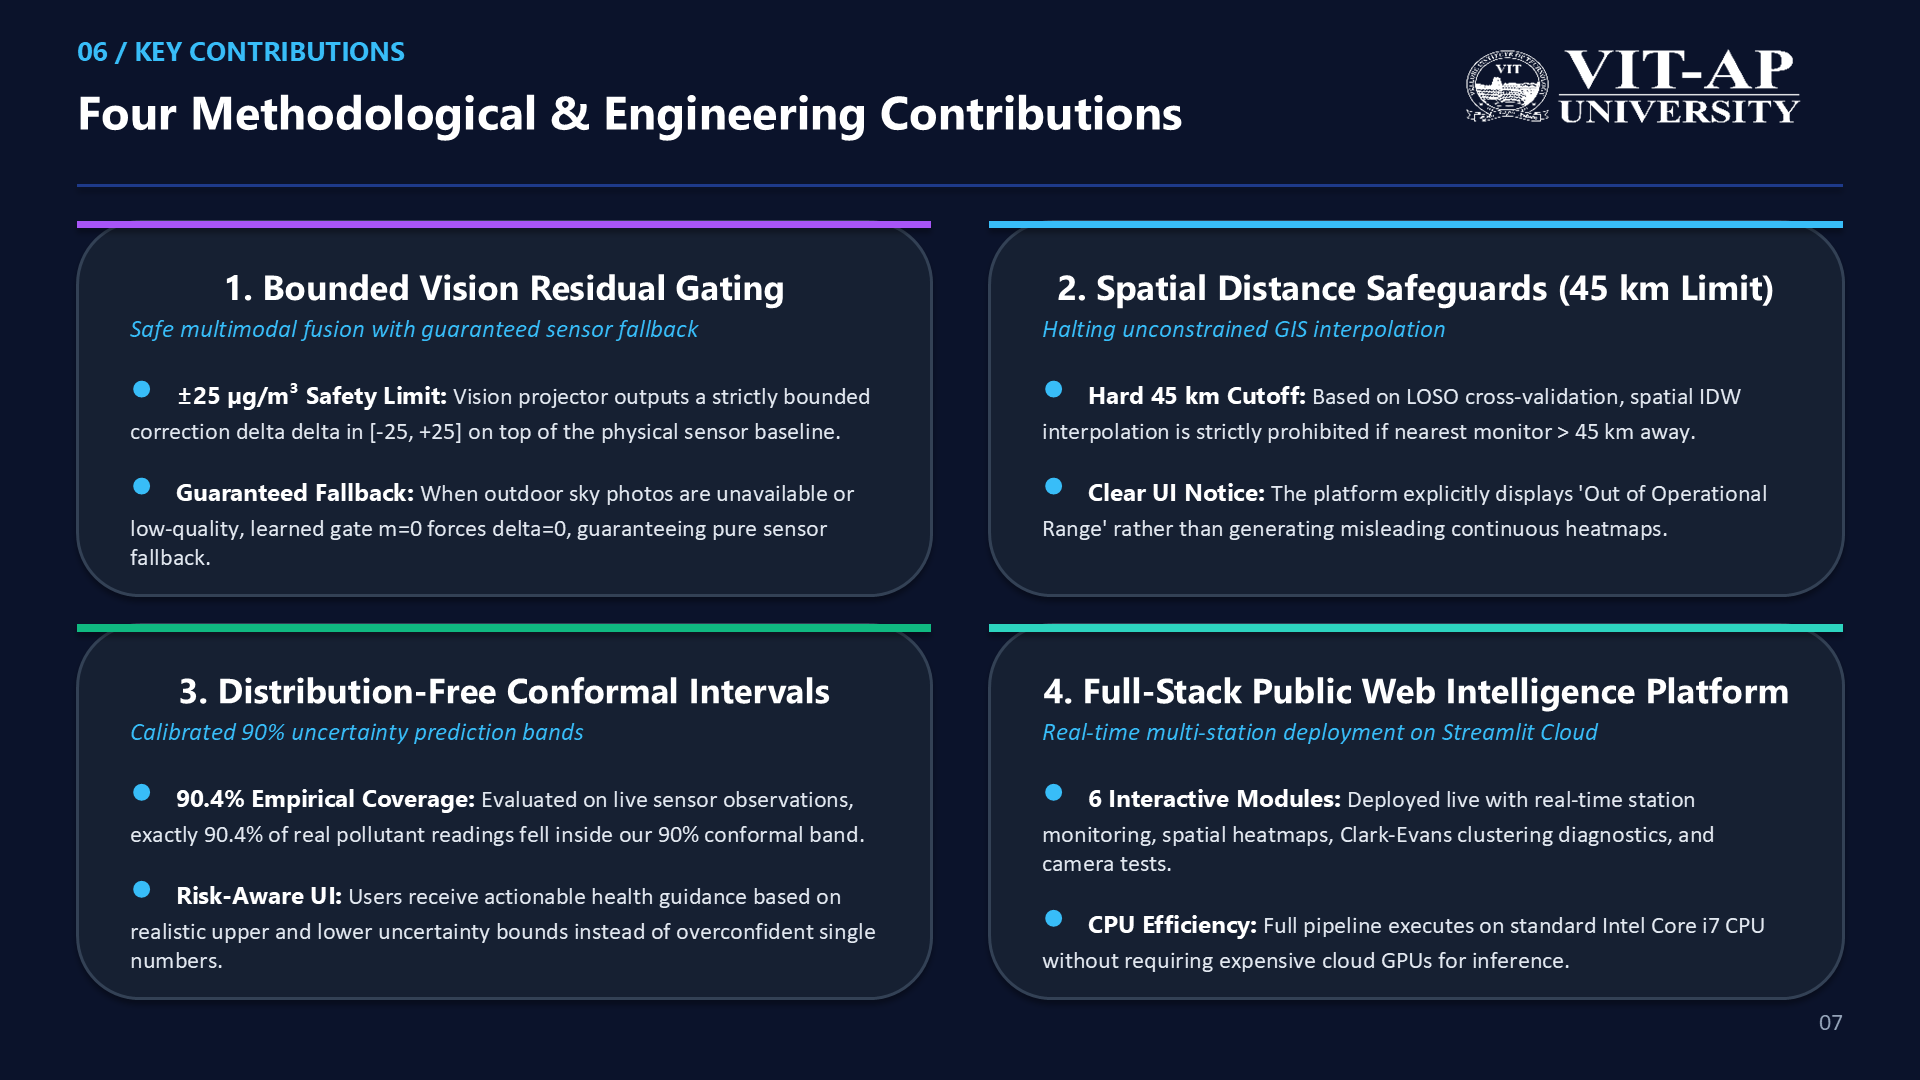 06 / KEY CONTRIBUTIONS
Four Methodological & Engineering Contributions
VIT
VIT-AP
UNIVERSITY
1. Bounded Vision Residual Gating
Safe multimodal fusion with guaranteed sensor fallback
● ±25 µg/m³ Safety Limit: Vision projector outputs a strictly bounded
correction delta delta in [-25, +25] on top of the physical sensor baseline.
● Guaranteed Fallback: When outdoor sky photos are unavailable or
low-quality, learned gate m=0 forces delta=0, guaranteeing pure sensor
fallback.
2. Spatial Distance Safeguards (45 km Limit)
Halting unconstrained GIS interpolation
● Hard 45 km Cutoff: Based on LOSO cross-validation, spatial IDW
interpolation is strictly prohibited if nearest monitor > 45 km away.
● Clear UI Notice: The platform explicitly displays 'Out of Operational
Range' rather than generating misleading continuous heatmaps.
3. Distribution-Free Conformal Intervals
Calibrated 90% uncertainty prediction bands
● 90.4% Empirical Coverage: Evaluated on live sensor observations,
exactly 90.4% of real pollutant readings fell inside our 90% conformal band.
● Risk-Aware UI: Users receive actionable health guidance based on
realistic upper and lower uncertainty bounds instead of overconfident single
numbers.
4. Full-Stack Public Web Intelligence Platform
Real-time multi-station deployment on Streamlit Cloud
● 6 Interactive Modules: Deployed live with real-time station
monitoring, spatial heatmaps, Clark-Evans clustering diagnostics, and
camera tests.
● CPU Efficiency: Full pipeline executes on standard Intel Core i7 CPU
without requiring expensive cloud GPUs for inference.
07